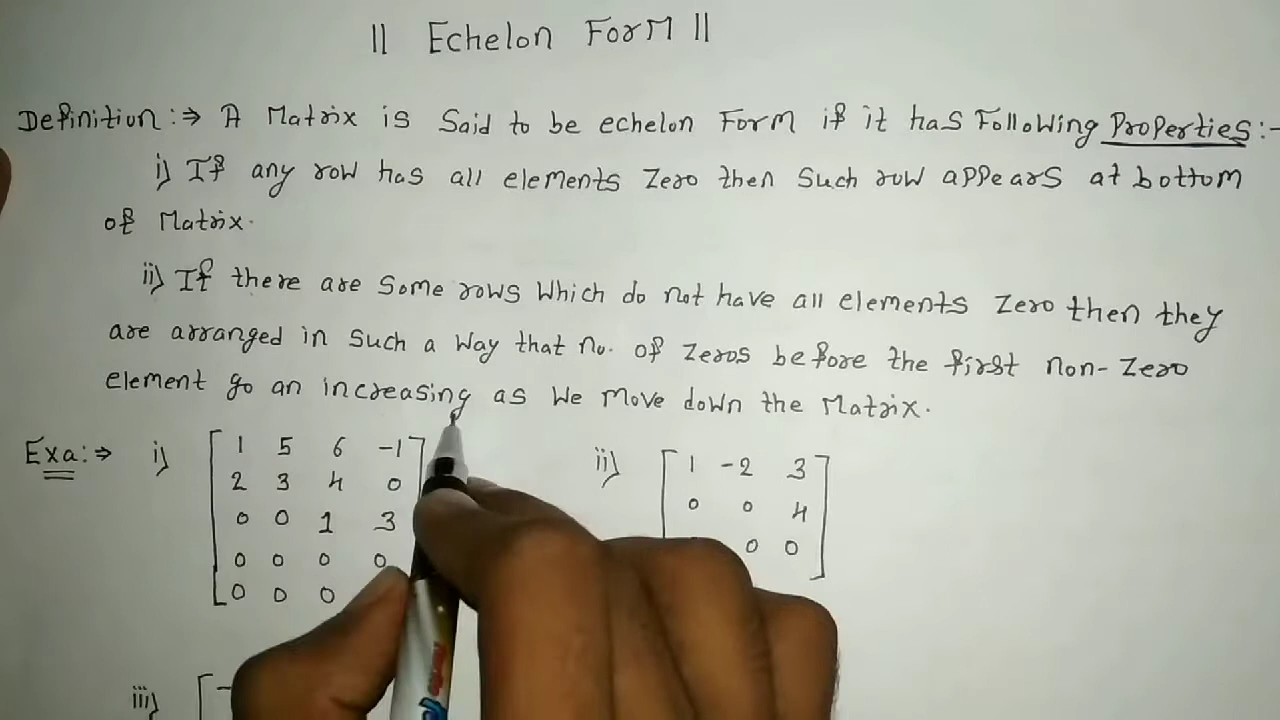 || Echelon Form ||
Definition :⇒ A Matrix is Said to be echelon Form if it has Following Properties :-
i) If any row has all elements Zero then Such row appears at bottom
of Matrix.
ii) If there are Some rows Which do not have all elements Zero then they
are arranged in Such a Way that no. of Zeros before the first non-Zero
element go an increasing as We Move down the Matrix.
Exa :⇒ i) ii)
1 5 6 -1
2 3 4 0
0 0 1 3
0 0 0 0
0 0 0
1 -2 3
0 0 4
0 0
iii)